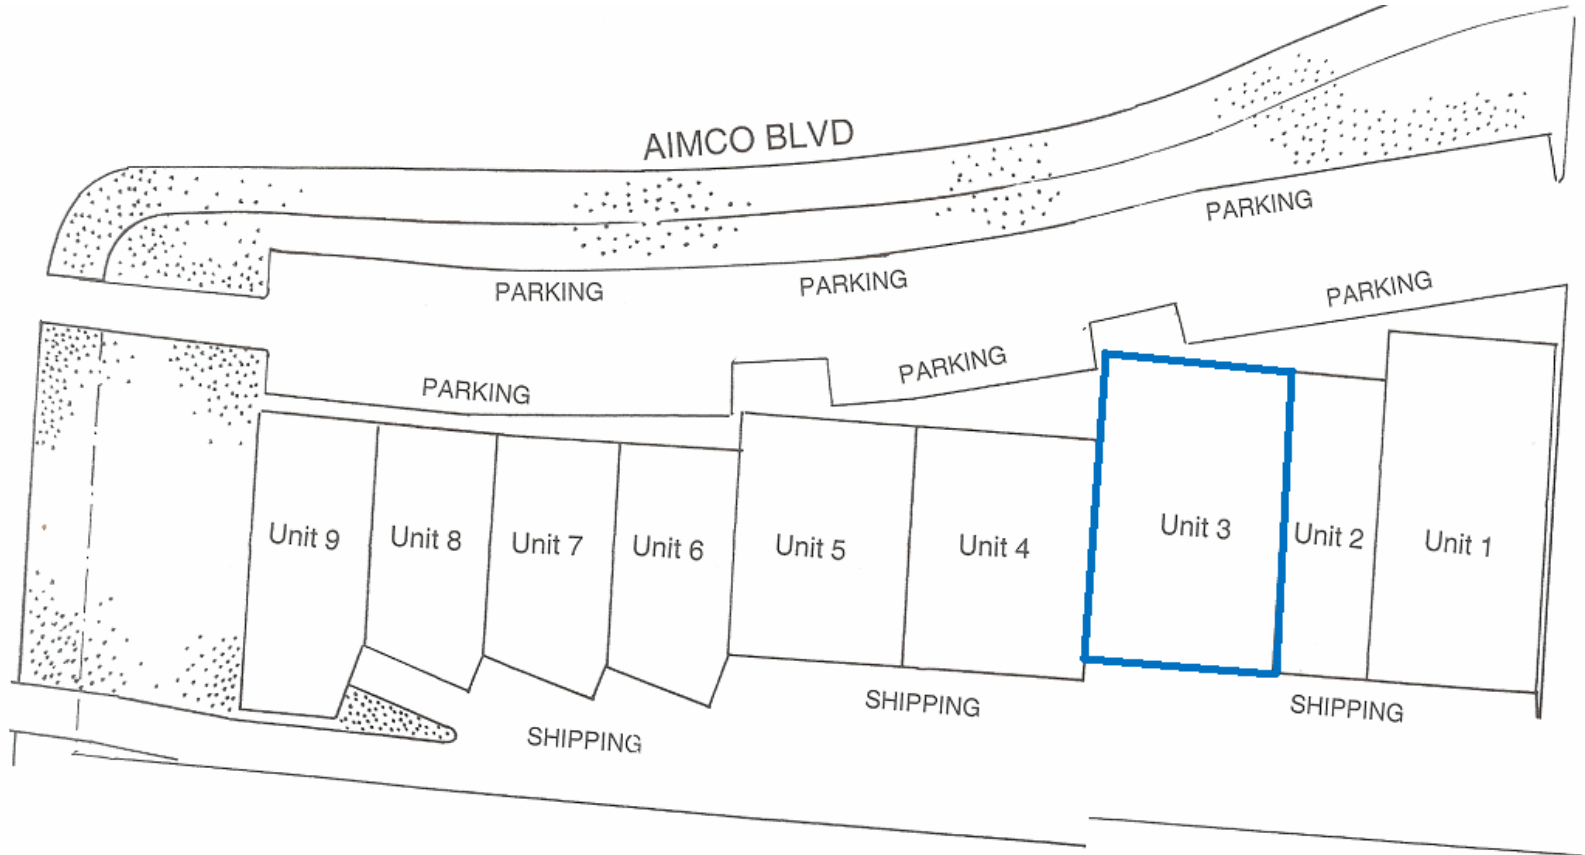 AIMCO BLVD
PARKING
PARKING
PARKING
PARKING
PARKING
PARKING
Unit 9
Unit 8
Unit 7
Unit 6
Unit 5
Unit 4
Unit 3
Unit 2
Unit 1
SHIPPING
SHIPPING
SHIPPING